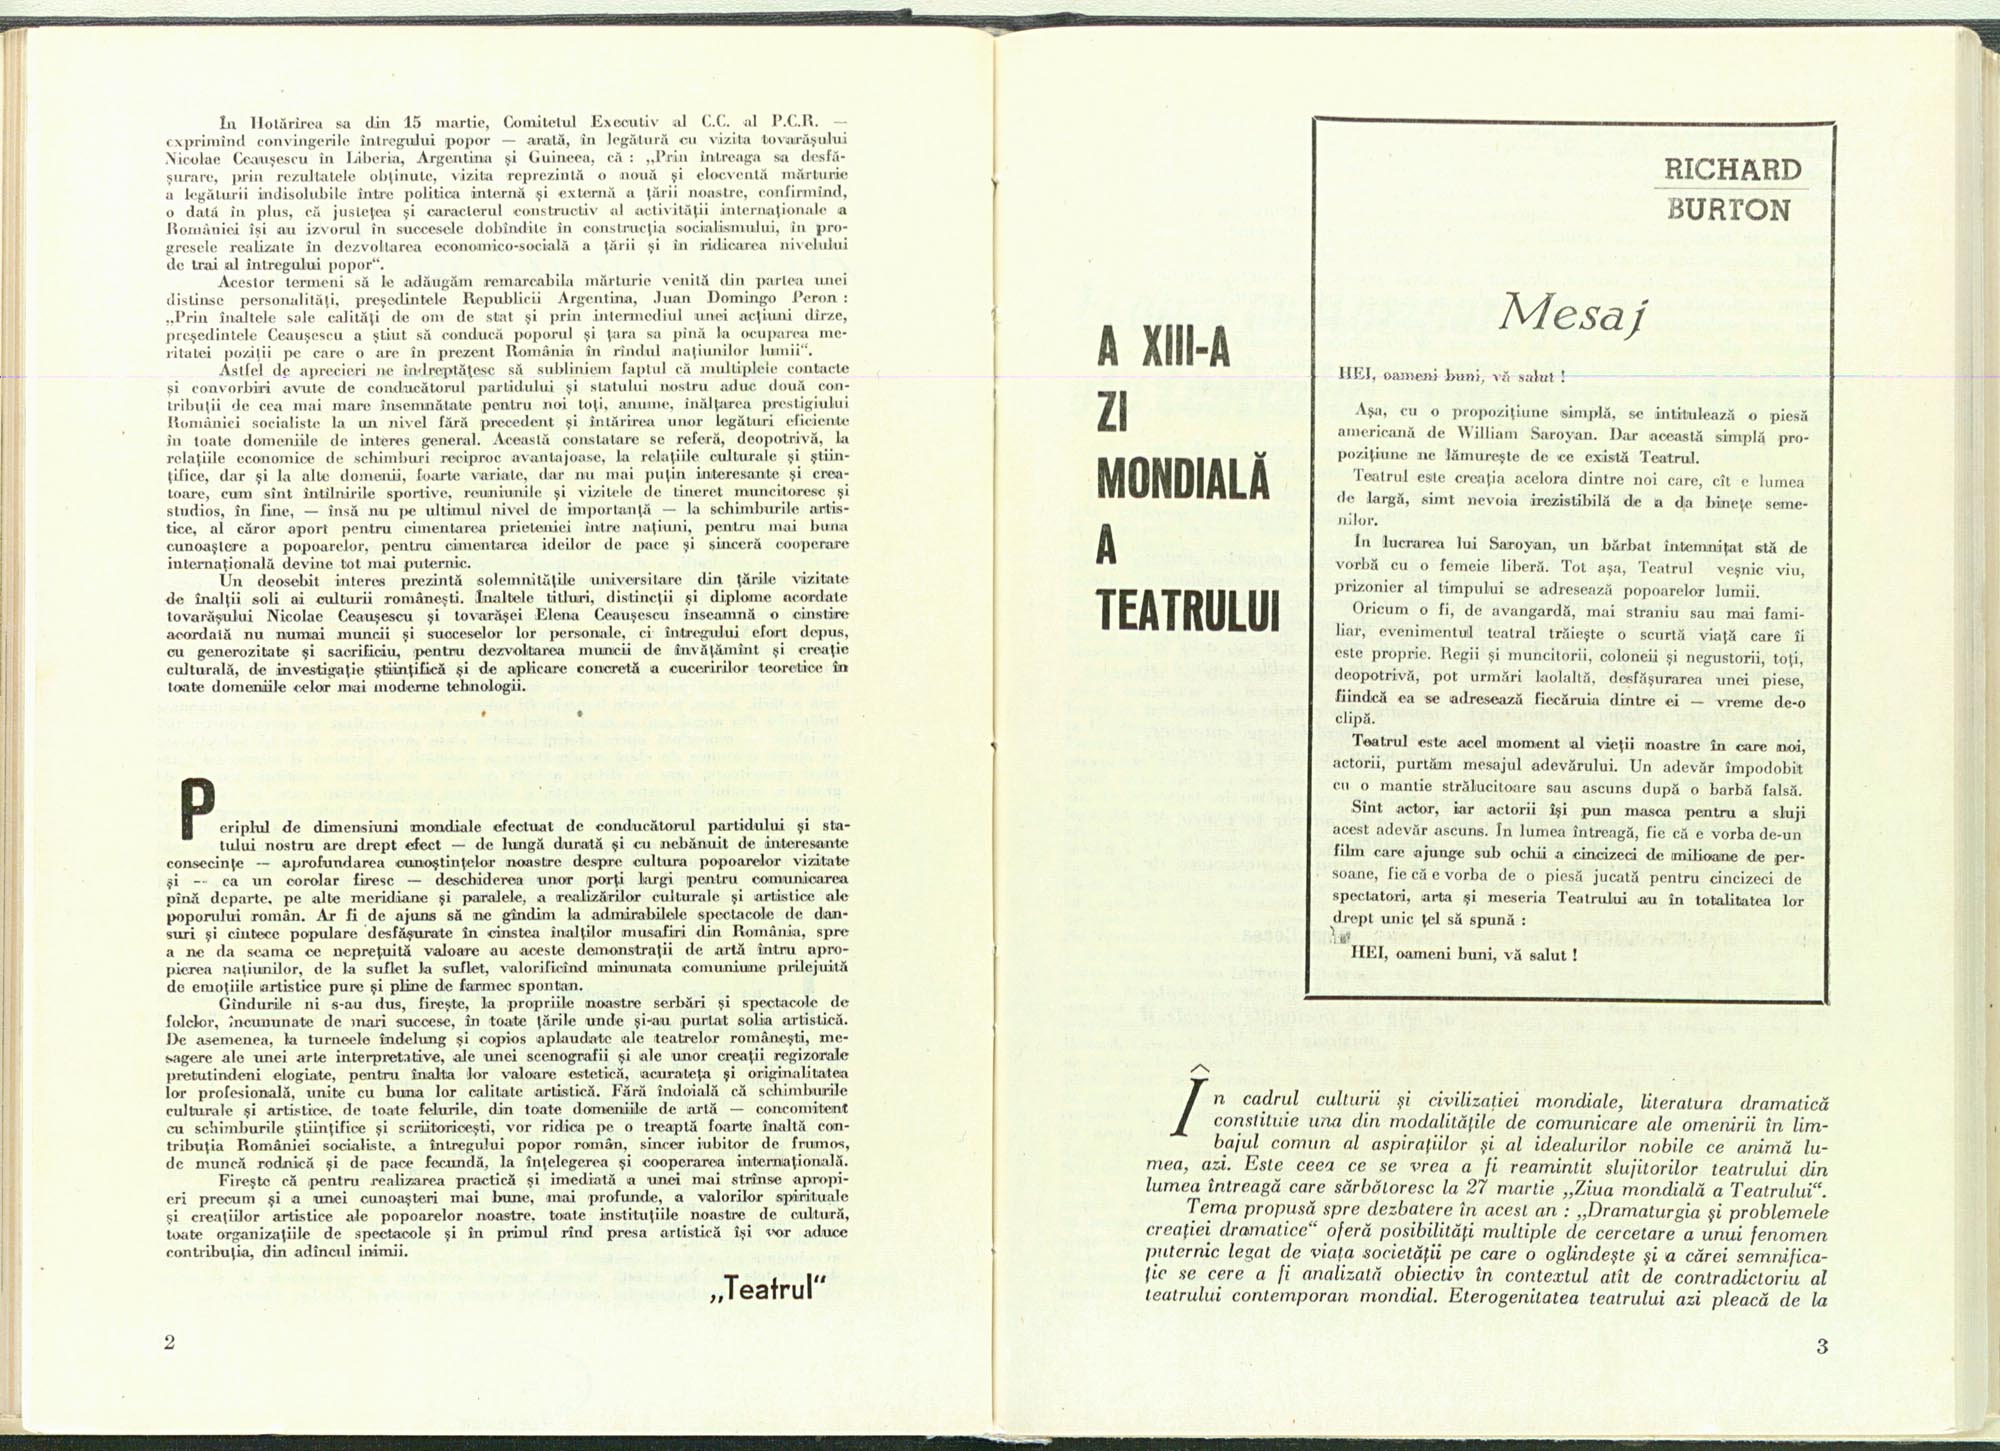 În Hotărîrea sa din 15 martie, Comitetul Executiv al C.C. al P.C.R. —
exprimînd convingerile întregului popor — arată, în legătură cu vizita tovarăşului
Nicolae Ceauşescu în Liberia, Argentina şi Guineea, că : „Prin întreaga sa desfă-
şurare, prin rezultatele obţinute, vizita reprezintă o nouă şi elocventă mărturie
a legăturii indisolubile între politica internă şi externă a ţării noastre, confirmînd,
o dată în plus, că justeţea şi caracterul constructiv al activităţii internaţionale a
României îşi au izvorul în succesele dobîndite în construcţia socialismului, în pro-
gresele realizate în dezvoltarea economico-socială a ţării şi în ridicarea nivelului
de trai al întregului popor“.
Acestor termeni să le adăugăm remarcabila mărturie venită din partea unei
distinse personalităţi, preşedintele Republicii Argentina, Juan Domingo Peron :
„Prin înaltele sale calităţi de om de stat şi prin intermediul unei acţiuni dîrze,
preşedintele Ceauşescu a ştiut să conducă poporul şi ţara sa pînă la ocuparea me-
ritatei poziţii pe care o are în prezent România în rîndul naţiunilor lumii“.
Astfel de aprecieri ne îndreptăţesc să subliniem faptul că multiplele contacte
şi convorbiri avute de conducătorul partidului şi statului nostru aduc două con-
tribuţii de cea mai mare însemnătate pentru noi toţi, anume, înălţarea prestigiului
României socialiste la un nivel fără precedent şi întărirea unor legături eficiente
în toate domeniile de interes general. Această constatare se referă, deopotrivă, la
relaţiile economice de schimburi reciproc avantajoase, la relaţiile culturale şi ştiin-
ţifice, dar şi la alte domenii, foarte variate, dar nu mai puţin interesante şi crea-
toare, cum sînt întîlnirile sportive, reuniunile şi vizitele de tineret muncitoresc şi
studios, în fine, — însă nu pe ultimul nivel de importanţă — la schimburile artis-
tice, al căror aport pentru cimentarea prieteniei între naţiuni, pentru mai buna
cunoaştere a popoarelor, pentru cimentarea ideilor de pace şi sinceră cooperare
internaţională devine tot mai puternic.
Un deosebit interes prezintă solemnităţile universitare din ţările vizitate
de înalţii soli ai culturii româneşti. Înaltele titluri, distincţii şi diplome acordate
tovarăşului Nicolae Ceauşescu şi tovarăşei Elena Ceauşescu înseamnă o cinstire
acordată nu numai muncii şi succeselor lor personale, ci întregului efort depus,
cu generozitate şi sacrificiu, pentru dezvoltarea muncii de învăţămînt şi creaţie
culturală, de investigaţie ştiinţifică şi de aplicare concretă a cuceririlor teoretice în
toate domeniile celor mai moderne tehnologii.
Periplul de dimensiuni mondiale efectuat de conducătorul partidului şi sta-
tului nostru are drept efect — de lungă durată şi cu nebănuit de interesante
consecinţe — aprofundarea cunoştinţelor noastre despre cultura popoarelor vizitate
şi — ca un corolar firesc — deschiderea unor porţi largi pentru comunicarea
pînă departe, pe alte meridiane şi paralele, a realizărilor culturale şi artistice ale
poporului român. Ar fi de ajuns să ne gîndim la admirabilele spectacole de dan-
suri şi cîntece populare desfăşurate în cinstea înalţilor musafiri din România, spre
a ne da seama ce nepreţuită valoare au aceste demonstraţii de artă întru apro-
pierea naţiunilor, de la suflet la suflet, valorificînd minunata comuniune prilejuită
de emoţiile artistice pure şi pline de farmec spontan.
Gîndurile ni s-au dus, fireşte, la propriile noastre serbări şi spectacole de
folclor, încununate de mari succese, în toate ţările unde şi-au purtat solia artistică.
De asemenea, la turneele îndelung şi copios aplaudate ale teatrelor româneşti, me-
sagere ale unei arte interpretative, ale unei scenografii şi ale unor creaţii regizorale
pretutindeni elogiate, pentru înalta lor valoare estetică, acurateţa şi originalitatea
lor profesională, unite cu buna lor calitate artistică. Fără îndoială că schimburile
culturale şi artistice, de toate felurile, din toate domeniile de artă — concomitent
cu schimburile ştiinţifice şi scriitoriceşti, vor ridica pe o treaptă foarte înaltă con-
tribuţia României socialiste, a întregului popor român, sincer iubitor de frumos,
de muncă rodnică şi de pace fecundă, la înţelegerea şi cooperarea internaţională.
Fireşte că pentru realizarea practică şi imediată a unei mai strînse apropi-
eri precum şi a unei cunoaşteri mai bune, mai profunde, a valorilor spirituale
şi creaţiilor artistice ale popoarelor noastre, toate instituţiile noastre de cultură,
toate organizaţiile de spectacole şi în primul rînd presa artistică îşi vor aduce
contribuţia, din adîncul inimii.
„Teatrul“
2
A XIII-A
ZI
MONDIALĂ
A
TEATRULUI
RICHARD
BURTON
Mesaj
HEI, oameni buni, vă salut !
Aşa, cu o propoziţiune simplă, se intitulează o piesă
americană de William Saroyan. Dar această simplă pro-
poziţiune ne lămureşte de ce există Teatrul.
Teatrul este creaţia acelora dintre noi care, cît e lumea
de largă, simt nevoia irezistibilă de a da bineţe seme-
nilor.
În lucrarea lui Saroyan, un bărbat întemniţat stă de
vorbă cu o femeie liberă. Tot aşa, Teatrul veşnic viu,
prizonier al timpului se adresează popoarelor lumii.
Oricum o fi, de avangardă, mai straniu sau mai fami-
liar, evenimentul teatral trăieşte o scurtă viaţă care îi
este proprie. Regii şi muncitorii, coloneii şi negustorii, toţi,
deopotrivă, pot urmări laolaltă, desfăşurarea unei piese,
fiindcă ea se adresează fiecăruia dintre ei — vreme de-o
clipă.
Teatrul este acel moment al vieţii noastre în care noi,
actorii, purtăm mesajul adevărului. Un adevăr împodobit
cu o mantie strălucitoare sau ascuns după o barbă falsă.
Sînt actor, iar actorii îşi pun masca pentru a sluji
acest adevăr ascuns. În lumea întreagă, fie că e vorba de-un
film care ajunge sub ochii a cincizeci de milioane de per-
soane, fie că e vorba de o piesă jucată pentru cincizeci de
spectatori, arta şi meseria Teatrului au în totalitatea lor
drept unic ţel să spună :
HEI, oameni buni, vă salut !
În cadrul culturii şi civilizaţiei mondiale, literatura dramatică
constituie una din modalităţile de comunicare ale omenirii în lim-
bajul comun al aspiraţiilor şi al idealurilor nobile ce animă lu-
mea, azi. Este ceea ce se vrea a fi reamintit slujitorilor teatrului din
lumea întreagă care sărbătoresc la 27 martie „Ziua mondială a Teatrului“.
Tema propusă spre dezbatere în acest an : „Dramaturgia şi problemele
creaţiei dramatice“ oferă posibilităţi multiple de cercetare a unui fenomen
puternic legat de viaţa societăţii pe care o oglindeşte şi a cărei semnifica-
ţie se cere a fi analizată obiectiv în contextul atît de contradictoriu al
teatrului contemporan mondial. Eterogenitatea teatrului azi pleacă de la
3